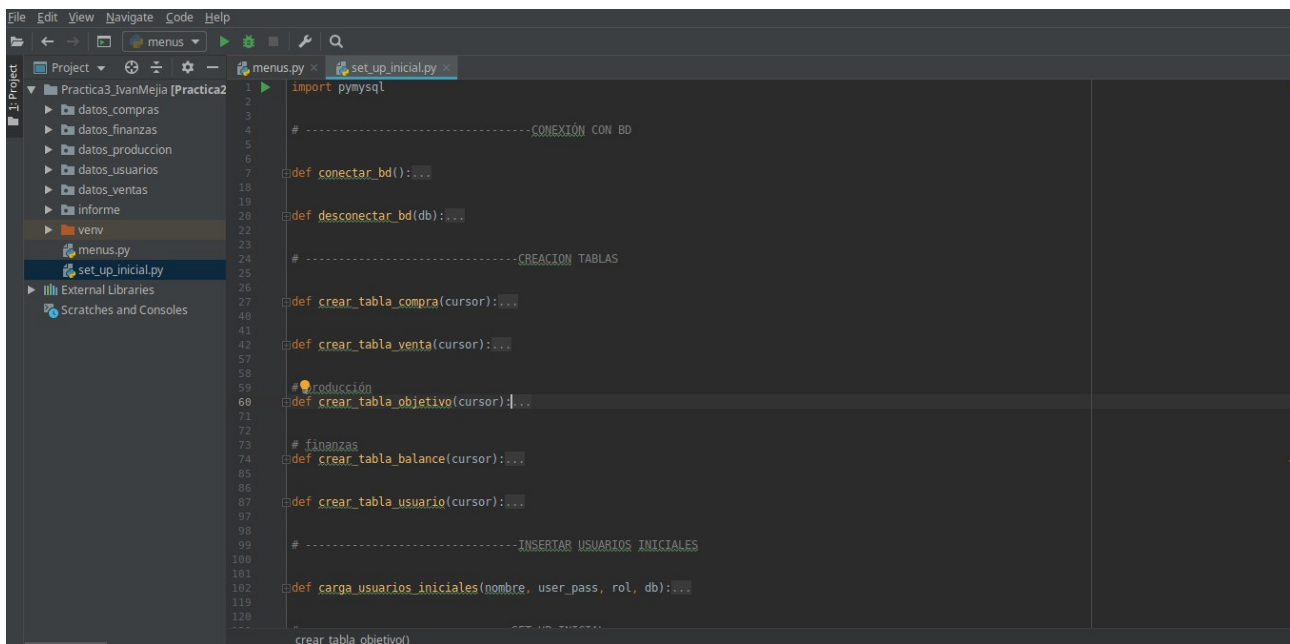 File Edit View Navigate Code Help
menus
Project
menus.py
set_up_inicial.py
1: Project
Practica3_IvanMejia [Practica2
datos_compras
datos_finanzas
datos_produccion
datos_usuarios
datos_ventas
informe
venv
menus.py
set_up_inicial.py
External Libraries
Scratches and Consoles
1 import pymysql
2
3
4 # ----------------------------------CONEXIÓN CON BD
5
6
7 def conectar_bd():...
18
19
20 def desconectar_bd(db):...
22
23
24 # --------------------------------CREACION TABLAS
25
26
27 def crear_tabla_compra(cursor):...
40
41
42 def crear_tabla_venta(cursor):...
57
58
59 # producción
60 def crear_tabla_objetivo(cursor):...
71
72
73 # finanzas
74 def crear_tabla_balance(cursor):...
85
86
87 def crear_tabla_usuario(cursor):...
97
98
99 # --------------------------------INSERTAR USUARIOS INICIALES
100
101
102 def carga_usuarios_iniciales(nombre, user_pass, rol, db):...
119
120
crear_tabla_objetivo()